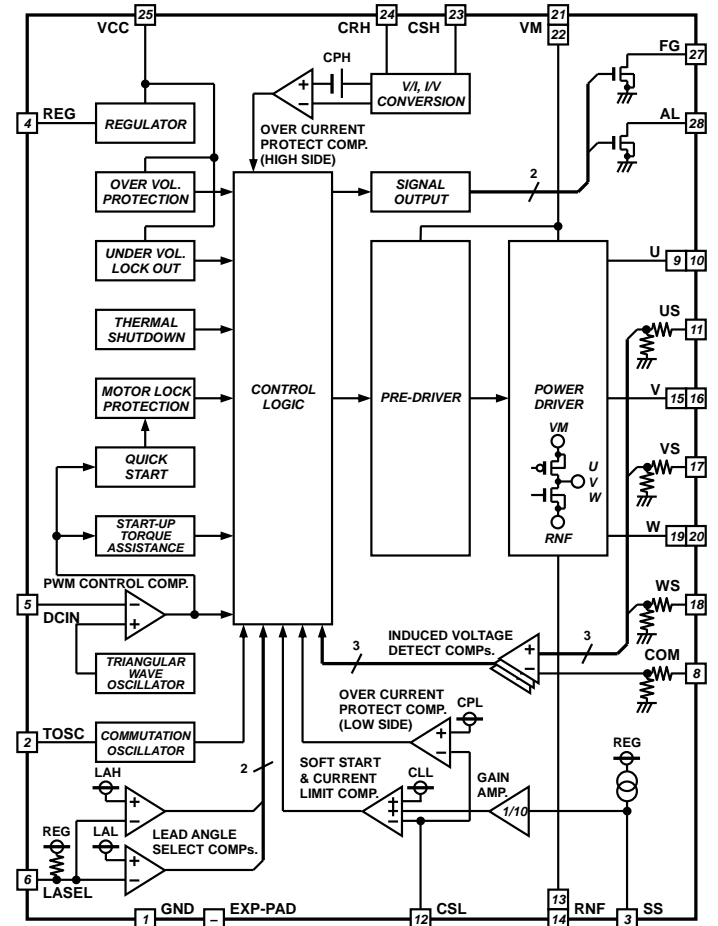 25
24
23
21
VCC
CRH
CSH
VM
22
FG
27
CPH
+
−
V/I, I/V
CONVERSION
4
REG
REGULATOR
AL
28
OVER CURRENT
PROTECT COMP.
(HIGH SIDE)
OVER VOL.
PROTECTION
SIGNAL
OUTPUT
2
UNDER VOL.
LOCK OUT
U
9
10
THERMAL
SHUTDOWN
US
11
MOTOR LOCK
PROTECTION
CONTROL
LOGIC
PRE-DRIVER
POWER
DRIVER
V
15
16
VM
QUICK
START
U
V
W
VS
17
RNF
START-UP
TORQUE
ASSISTANCE
W
19
20
PWM CONTROL COMP.
5
DCIN
−
+
WS
18
TRIANGULAR
WAVE
OSCILLATOR
3
INDUCED VOLTAGE
DETECT COMPs.
+
−
3
COM
8
2
TOSC
COMMUTATION
OSCILLATOR
OVER CURRENT
PROTECT COMP.
(LOW SIDE)
CPL
+
−
REG
LAH
2
SOFT START
& CURRENT
LIMIT COMP.
CLL
GAIN
AMP.
+
−
+
+
−
1/10
REG
LAL
LEAD ANGLE
SELECT COMPs.
+
−
6
LASEL
13
1
GND
–
EXP-PAD
12
CSL
14
RNF
3
SS